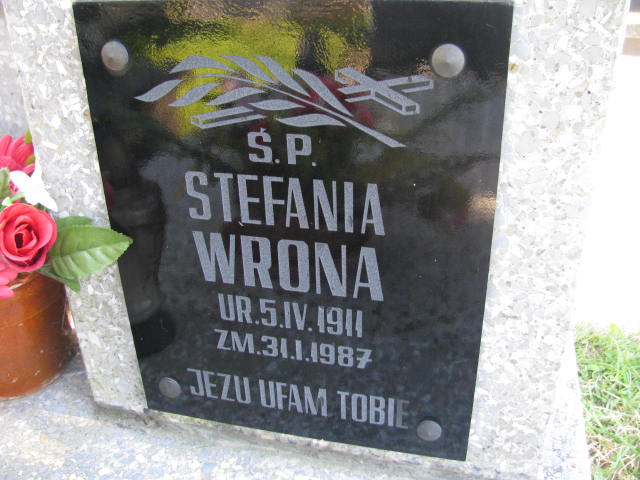 Ś.P.
STEFANIA
WRONA
UR.5.IV.1911
ZM.31.I.1987
JEZU UFAM TOBIE